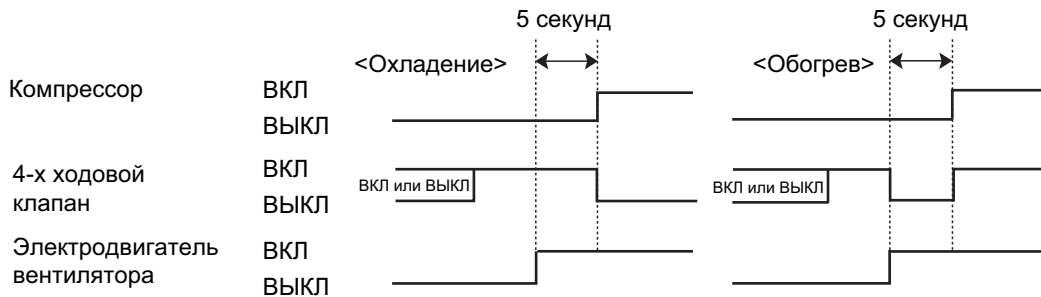 5 секунд 5 секунд
<Охладение> <Обогрев>
Компрессор ВКЛ
ВЫКЛ
4-х ходовой клапан ВКЛ
ВЫКЛ
ВКЛ или ВЫКЛ ВКЛ или ВЫКЛ
Электродвигатель вентилятора ВКЛ
ВЫКЛ